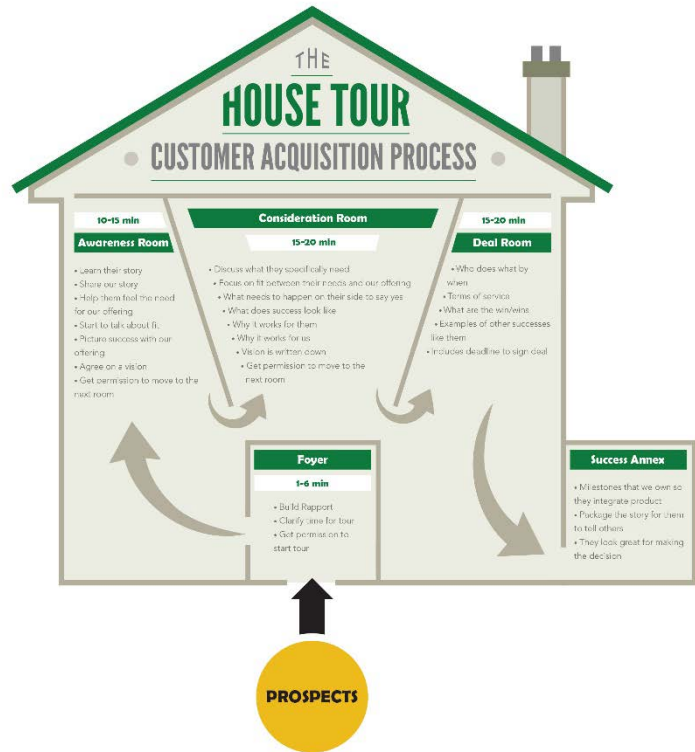 THE
HOUSE TOUR
CUSTOMER ACQUISITION PROCESS
10-15 min
Awareness Room
• Learn their story
• Share our story
• Help them feel the need
for our offering
• Start to talk about fit
• Picture success with our
offering
• Agree on a vision
• Get permission to move to the
next room
Consideration Room
15-20 min
• Discuss what they specifically need
• Focus on fit between their needs and our offering
• What needs to happen on their side to say yes
• What does success look like
• Why it works for them
• Why it works for us
• Vision is written down
• Get permission to move to the
next room
15-20 min
Deal Room
• Who does what by
when
• Terms of service
• What are the win/wins
• Examples of other successes
like them
• Includes deadline to sign deal
Foyer
1-6 min
• Build Rapport
• Clarify time for tour
• Get permission to
start tour
Success Annex
• Milestones that we own so
they integrate product
• Package the story for them
to tell others
• They look great for making
the decision
PROSPECTS